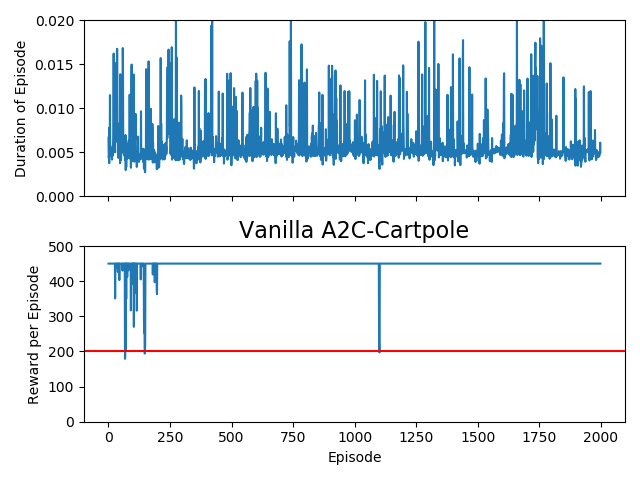 0.020
0.015
0.010
0.005
0.000
Duration of Episode
Vanilla A2C-Cartpole
500
400
300
200
100
0
Reward per Episode
0 250 500 750 1000 1250 1500 1750 2000
Episode